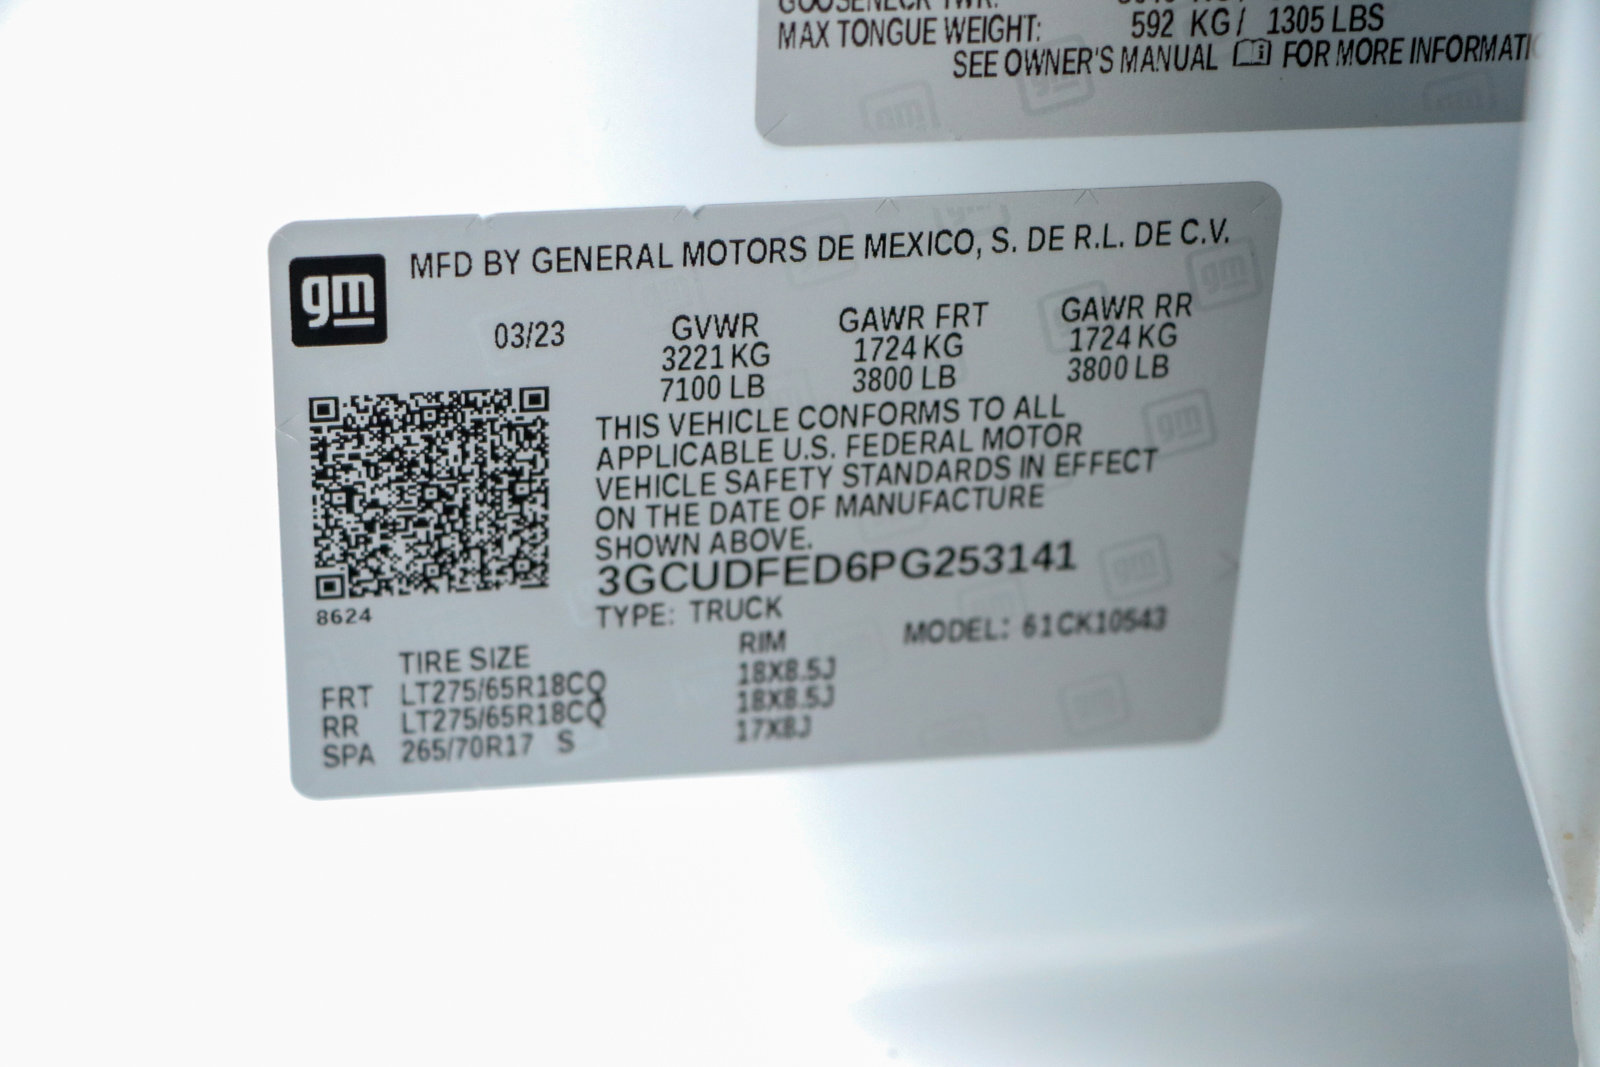 GOOSENECK TWR:
MAX TONGUE WEIGHT: 592 KG / 1305 LBS
SEE OWNER'S MANUAL FOR MORE
gm
MFD BY GENERAL MOTORS DE MEXICO, S. DE R.L. DE C.V.
03/23 GVWR GAWR FRT GAWR RR
3221 KG 1724 KG 1724 KG
7100 LB 3800 LB 3800 LB
THIS VEHICLE CONFORMS TO ALL
APPLICABLE U.S. FEDERAL MOTOR
VEHICLE SAFETY STANDARDS IN EFFECT
ON THE DATE OF MANUFACTURE
SHOWN ABOVE.
3GCUDFED6PG253141
8624
TYPE: TRUCK MODEL: 61CK10543
TIRE SIZE RIM
FRT LT275/65R18CQ 18X8.5J
RR LT275/65R18CQ 18X8.5J
SPA 265/70R17 S 17X8J